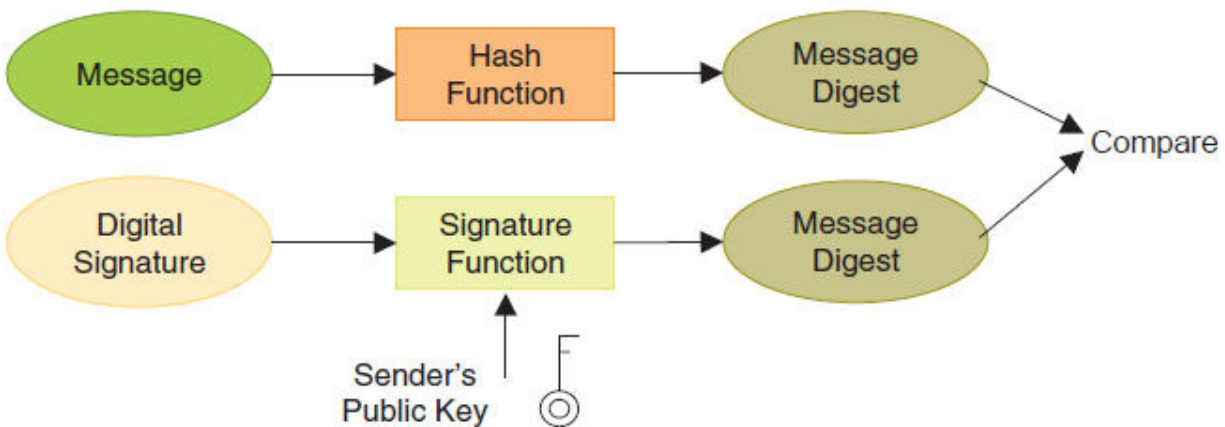 Message
Hash
Function
Message
Digest
Compare
Digital
Signature
Signature
Function
Message
Digest
Sender’s
Public Key